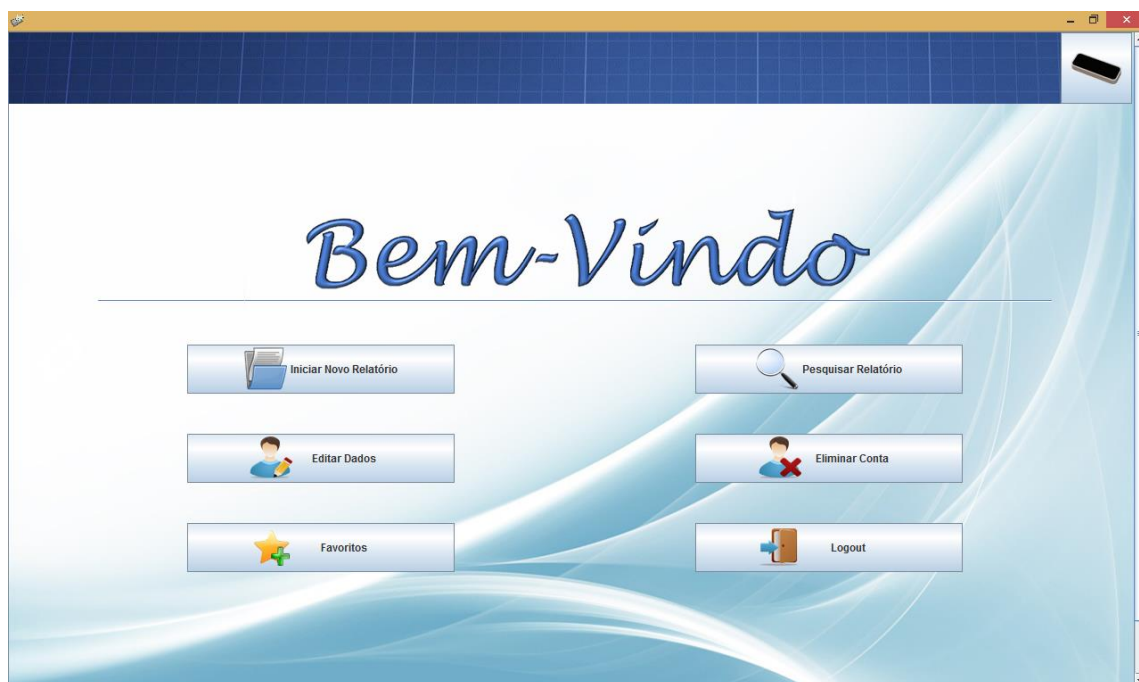 Bem-Vindo
Iniciar Novo Relatório
Pesquisar Relatório
Editar Dados
Eliminar Conta
Favoritos
Logout